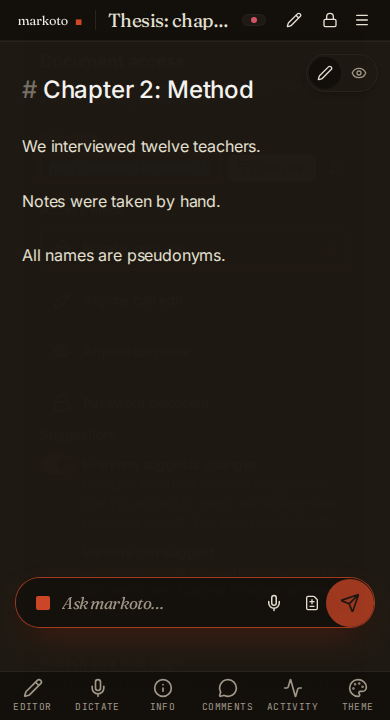 markoto
Thesis: chap...
# Chapter 2: Method
We interviewed twelve teachers.
Notes were taken by hand.
All names are pseudonyms.
Ask markoto...
EDITOR DICTATE INFO COMMENTS ACTIVITY THEME